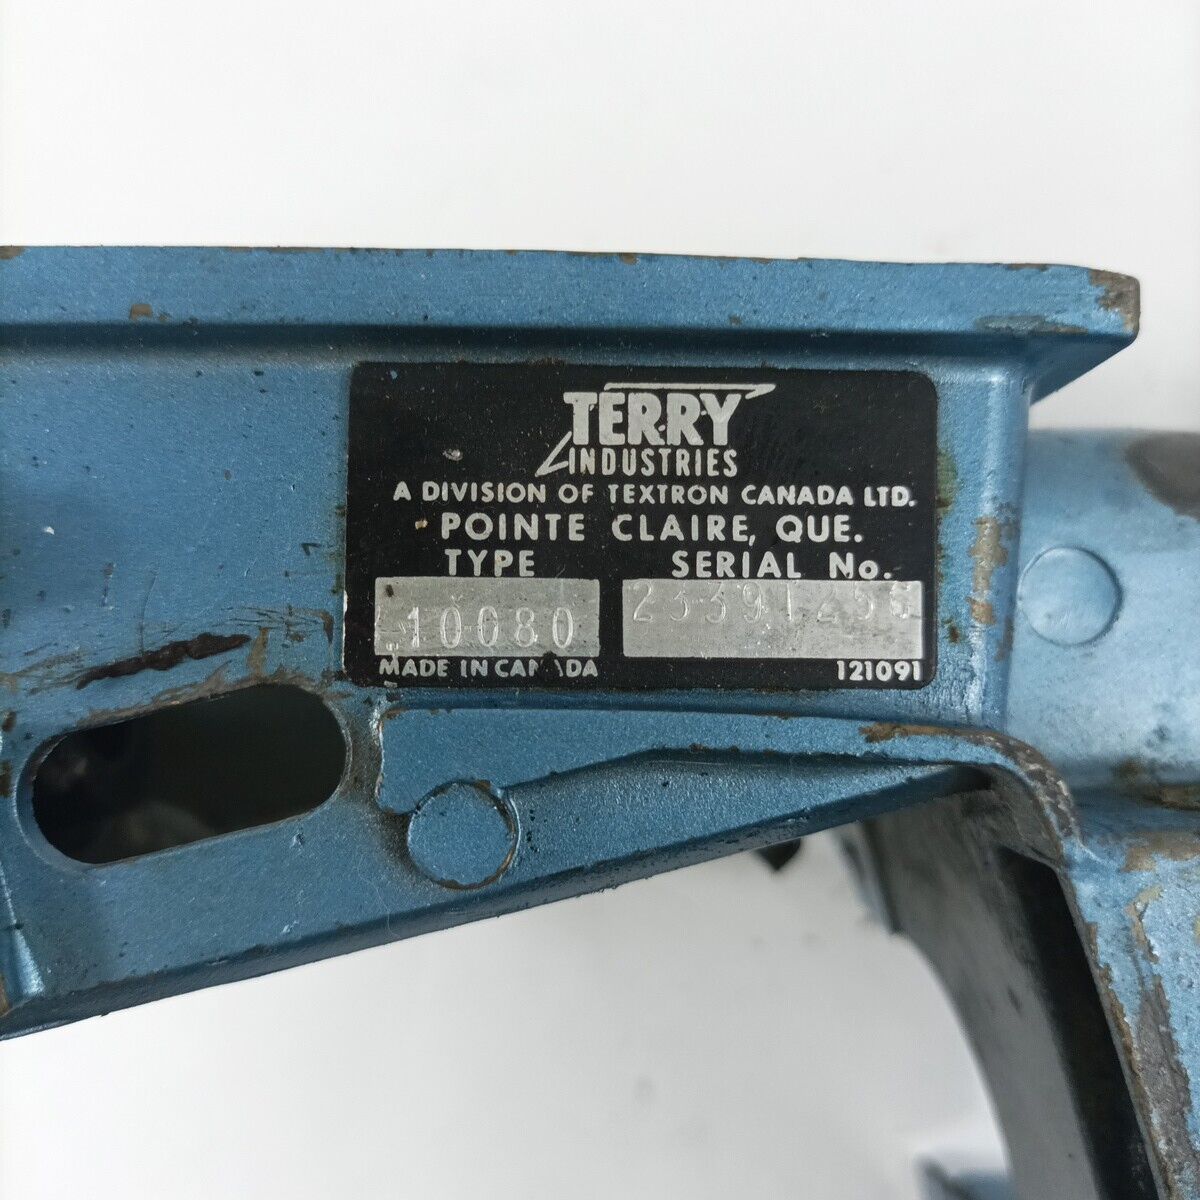 TERRY
INDUSTRIES
A DIVISION OF TEXTRON CANADA LTD.
POINTE CLAIRE, QUE.
TYPE SERIAL No.
10080
MADE IN CANADA
121091